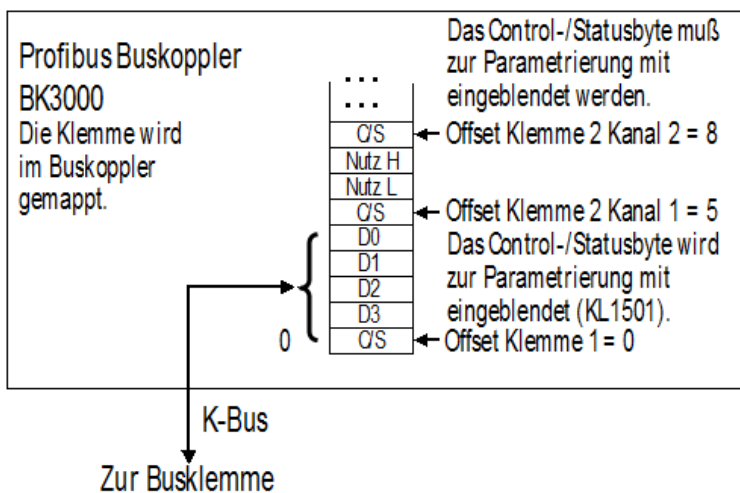 Profibus Buskoppler
BK3000
Die Klemme wird
im Buskoppler
gemappt.
Das Control-/Statusbyte muß
zur Parametrierung mit
eingeblendet werden.
...
...
C/S
Offset Klemme 2 Kanal 2 = 8
Nutz H
Nutz L
C/S
Offset Klemme 2 Kanal 1 = 5
D0
D1
D2
D3
Das Control-/Statusbyte wird
zur Parametrierung mit
eingeblendet (KL1501).
0
C/S
Offset Klemme 1 = 0
K-Bus
Zur Busklemme